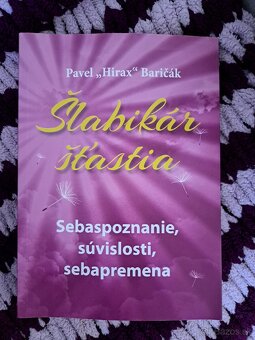 Pavel „Hirax“ Baričák
Šlabikár
šťastia
Sebaspoznanie,
súvislosti,
sebapremena